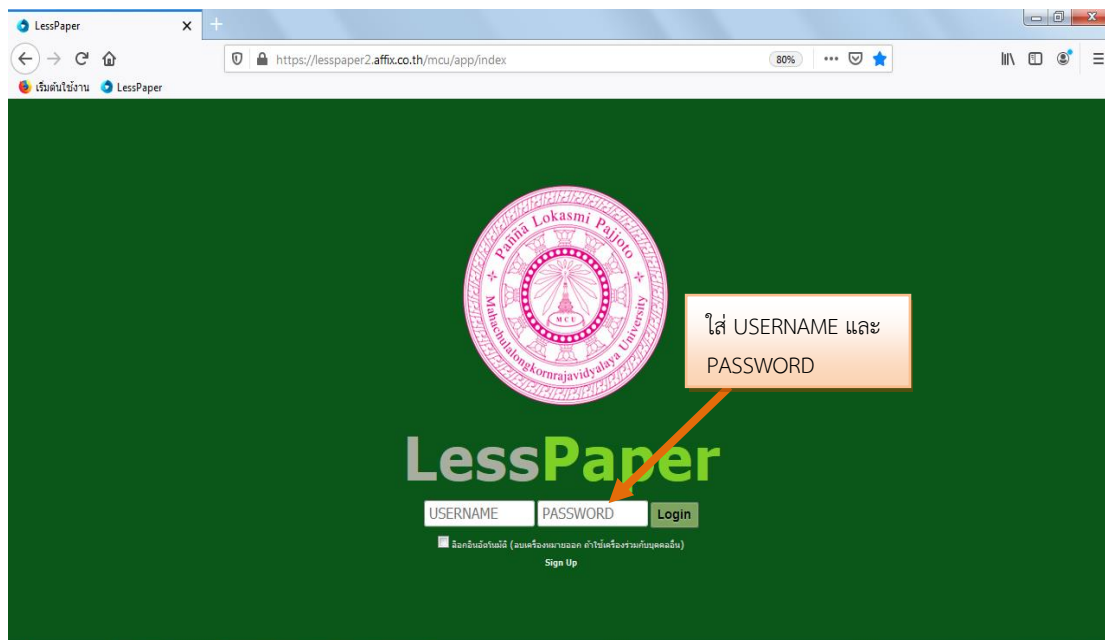 LessPaper
https://lesspaper2.affix.co.th/mcu/app/index
80%
เริ่มต้นใช้งาน
LessPaper
Paññā Lokasmi Pajjoto
Mahachulalongkornrajavidyalaya University
MCU
ใส่ USERNAME และ
PASSWORD
LessPaper
USERNAME
PASSWORD
Login
ล็อคอินอัตโนมัติ (ลบเครื่องหมายออก ถ้าใช้เครื่องร่วมกับบุคคลอื่น)
Sign Up